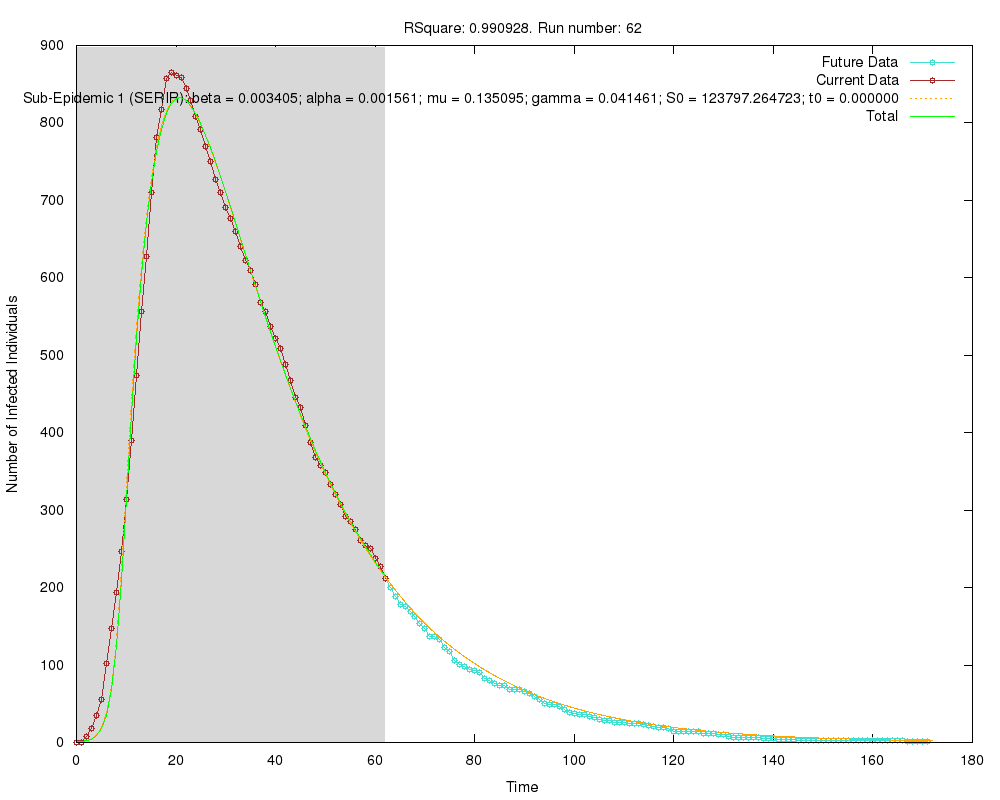 RSquare: 0.990928. Run number: 62
Future Data
Current Data
Sub-Epidemic 1 (SE1R1IR); beta = 0.003405; alpha = 0.001561; mu = 0.135095; gamma = 0.041461; S0 = 123797.264723; t0 = 0.000000
Total
900
800
700
600
500
400
300
200
100
0
Number of Infected Individuals
0 20 40 60 80 100 120 140 160 180
Time